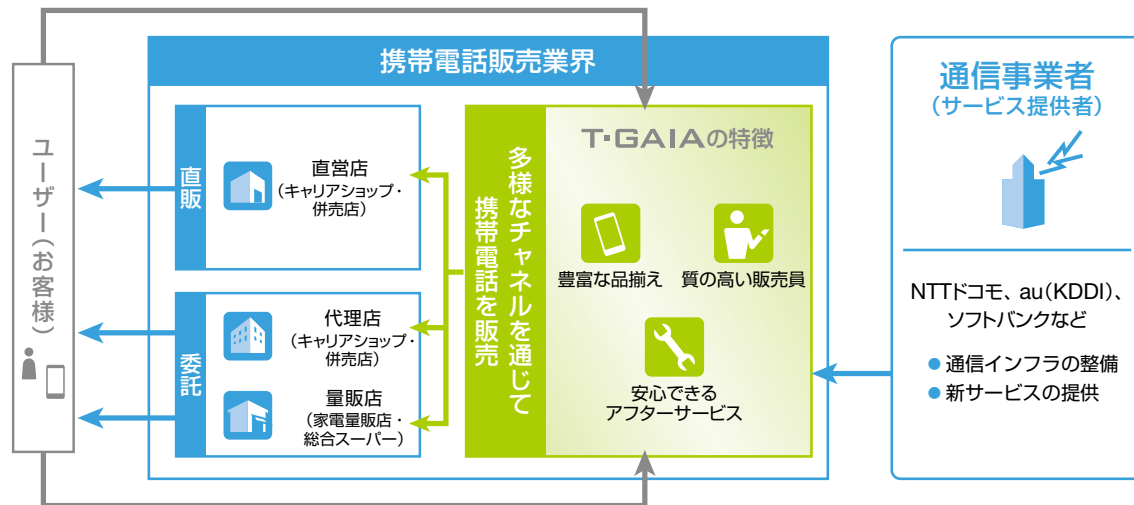 携帯電話販売業界
ユーザー(お客様)
直販
直営店
(キャリアショップ・
併売店)
委託
代理店
(キャリアショップ・
併売店)
量販店
(家電量販店・
総合スーパー)
多様なチャネルを通じて
携帯電話を販売
T・GAIAの特徴
豊富な品揃え
質の高い販売員
安心できる
アフターサービス
通信事業者
(サービス提供者)
NTTドコモ、au(KDDI)、
ソフトバンクなど
● 通信インフラの整備
● 新サービスの提供